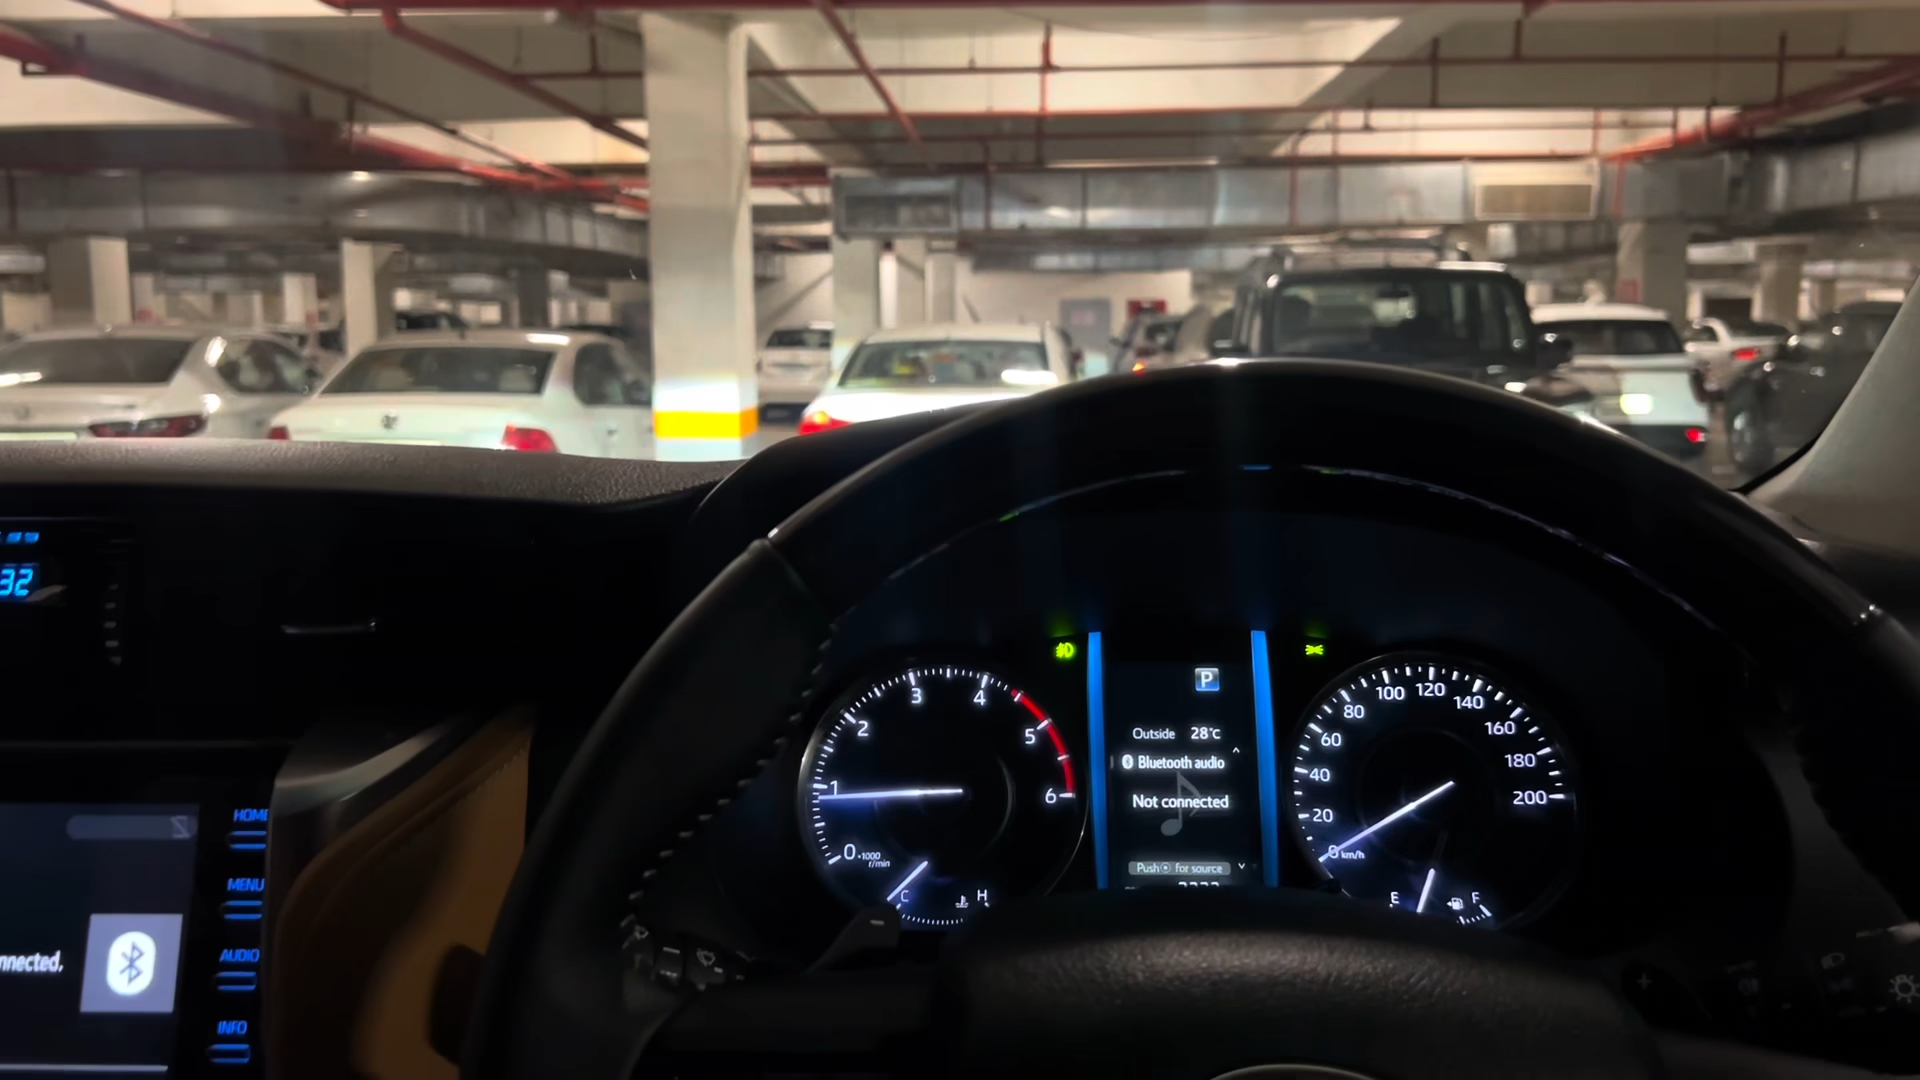 32
HOME
MENU
AUDIO
INFO
nnected,
0
1
2
3
4
5
6
×1000
r/min
C
H
P
Outside 28°C
Bluetooth audio
Not connected
Push for source
0
20
40
60
80
100
120
140
160
180
200
km/h
E
F